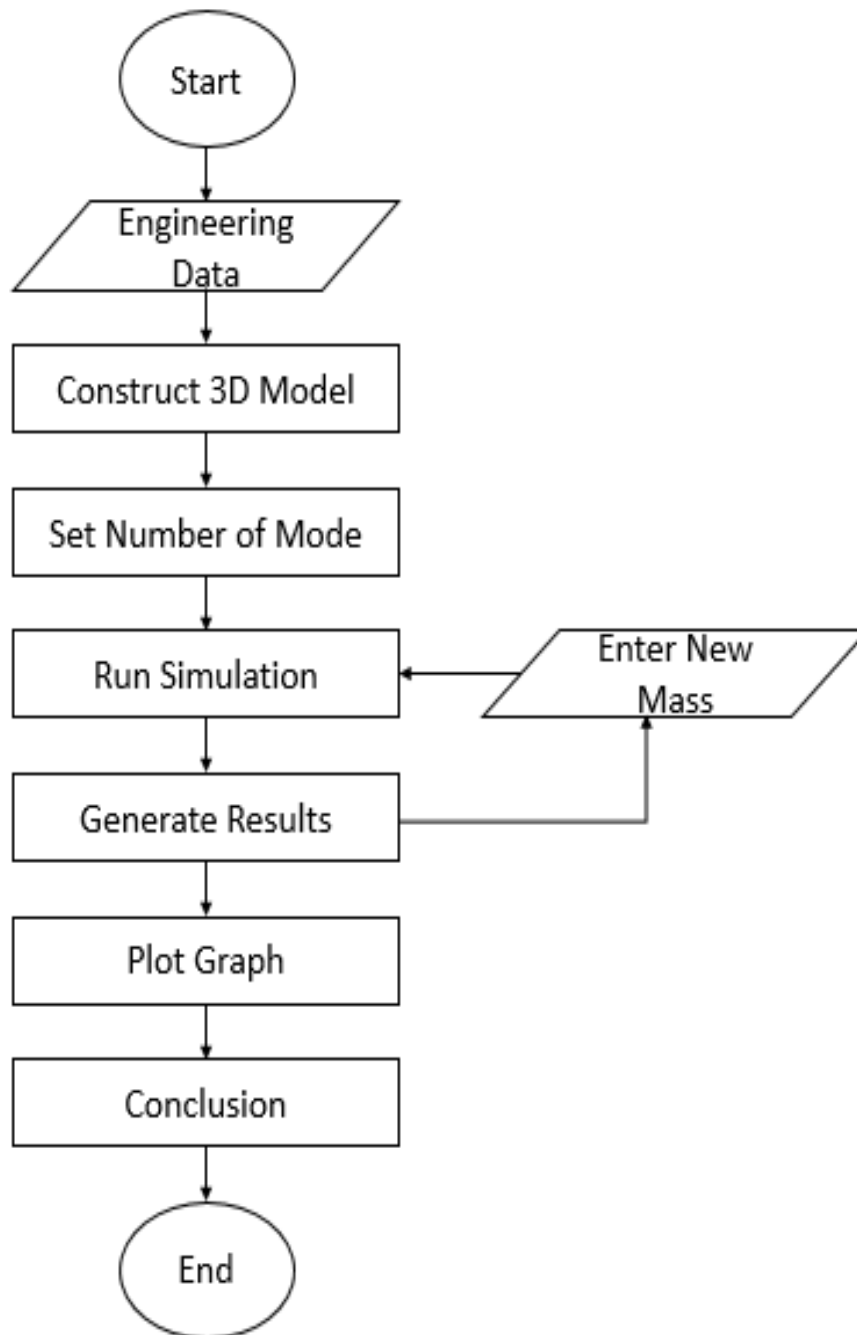 Start
Engineering
Data
Construct 3D Model
Set Number of Mode
Run Simulation
Enter New
Mass
Generate Results
Plot Graph
Conclusion
End